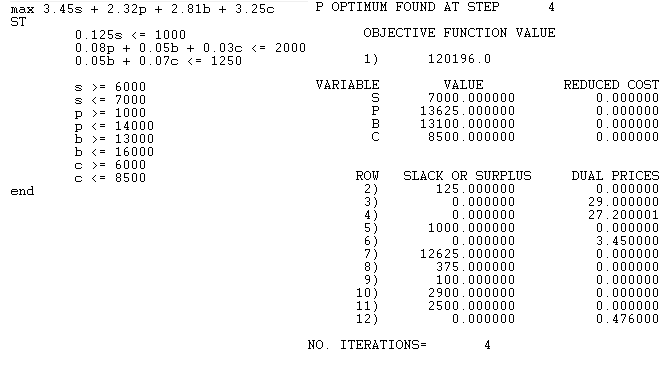 max 3.45s + 2.32p + 2.81b + 3.25c
ST
0.125s <= 1000
0.08p + 0.05b + 0.03c <= 2000
0.05b + 0.07c <= 1250
s >= 6000
s <= 7000
p >= 1000
p <= 14000
b >= 13000
b <= 16000
c >= 6000
c <= 8500
end
P OPTIMUM FOUND AT STEP 4
OBJECTIVE FUNCTION VALUE
1) 120196.0
VARIABLE VALUE REDUCED COST
S 7000.000000 0.000000
P 13625.000000 0.000000
B 13100.000000 0.000000
C 8500.000000 0.000000
ROW SLACK OR SURPLUS DUAL PRICES
2) 125.000000 0.000000
3) 0.000000 29.000000
4) 0.000000 27.200001
5) 1000.000000 0.000000
6) 0.000000 3.450000
7) 12625.000000 0.000000
8) 375.000000 0.000000
9) 100.000000 0.000000
10) 2900.000000 0.000000
11) 2500.000000 0.000000
12) 0.000000 0.476000
NO. ITERATIONS= 4